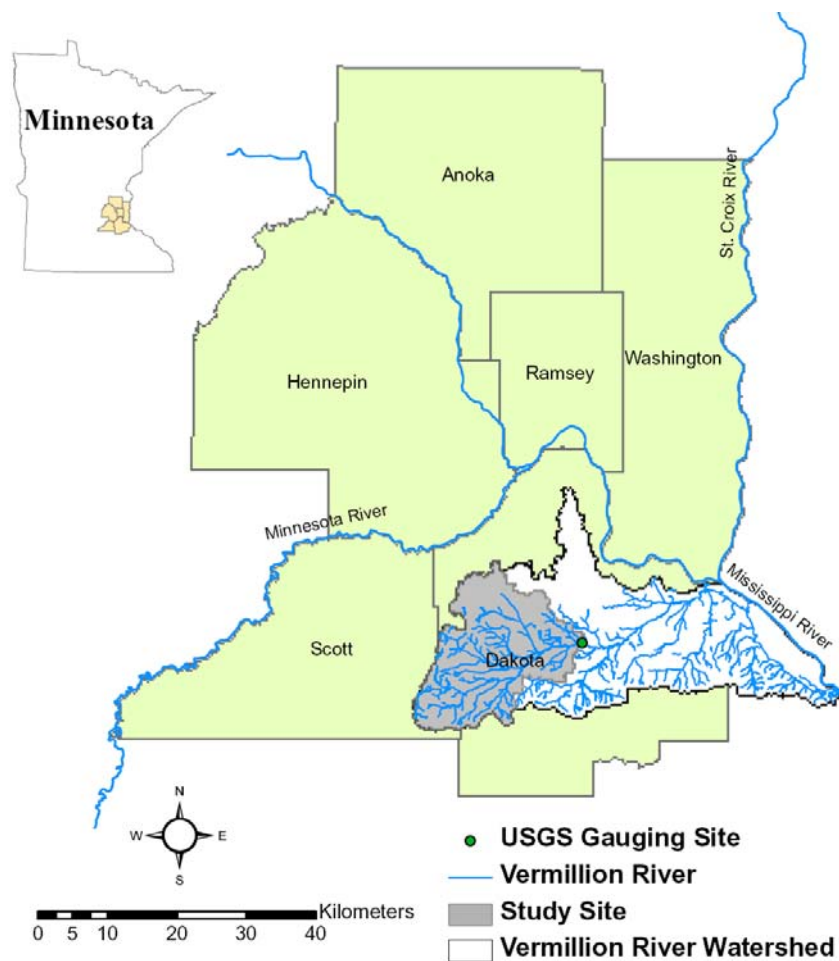 Minnesota
Anoka
St. Croix River
Hennepin
Ramsey
Washington
Minnesota River
Mississippi River
Scott
Dakota
N
W E
S
USGS Gauging Site
Vermillion River
Study Site
Vermillion River Watershed
Kilometers
0 5 10 20 30 40